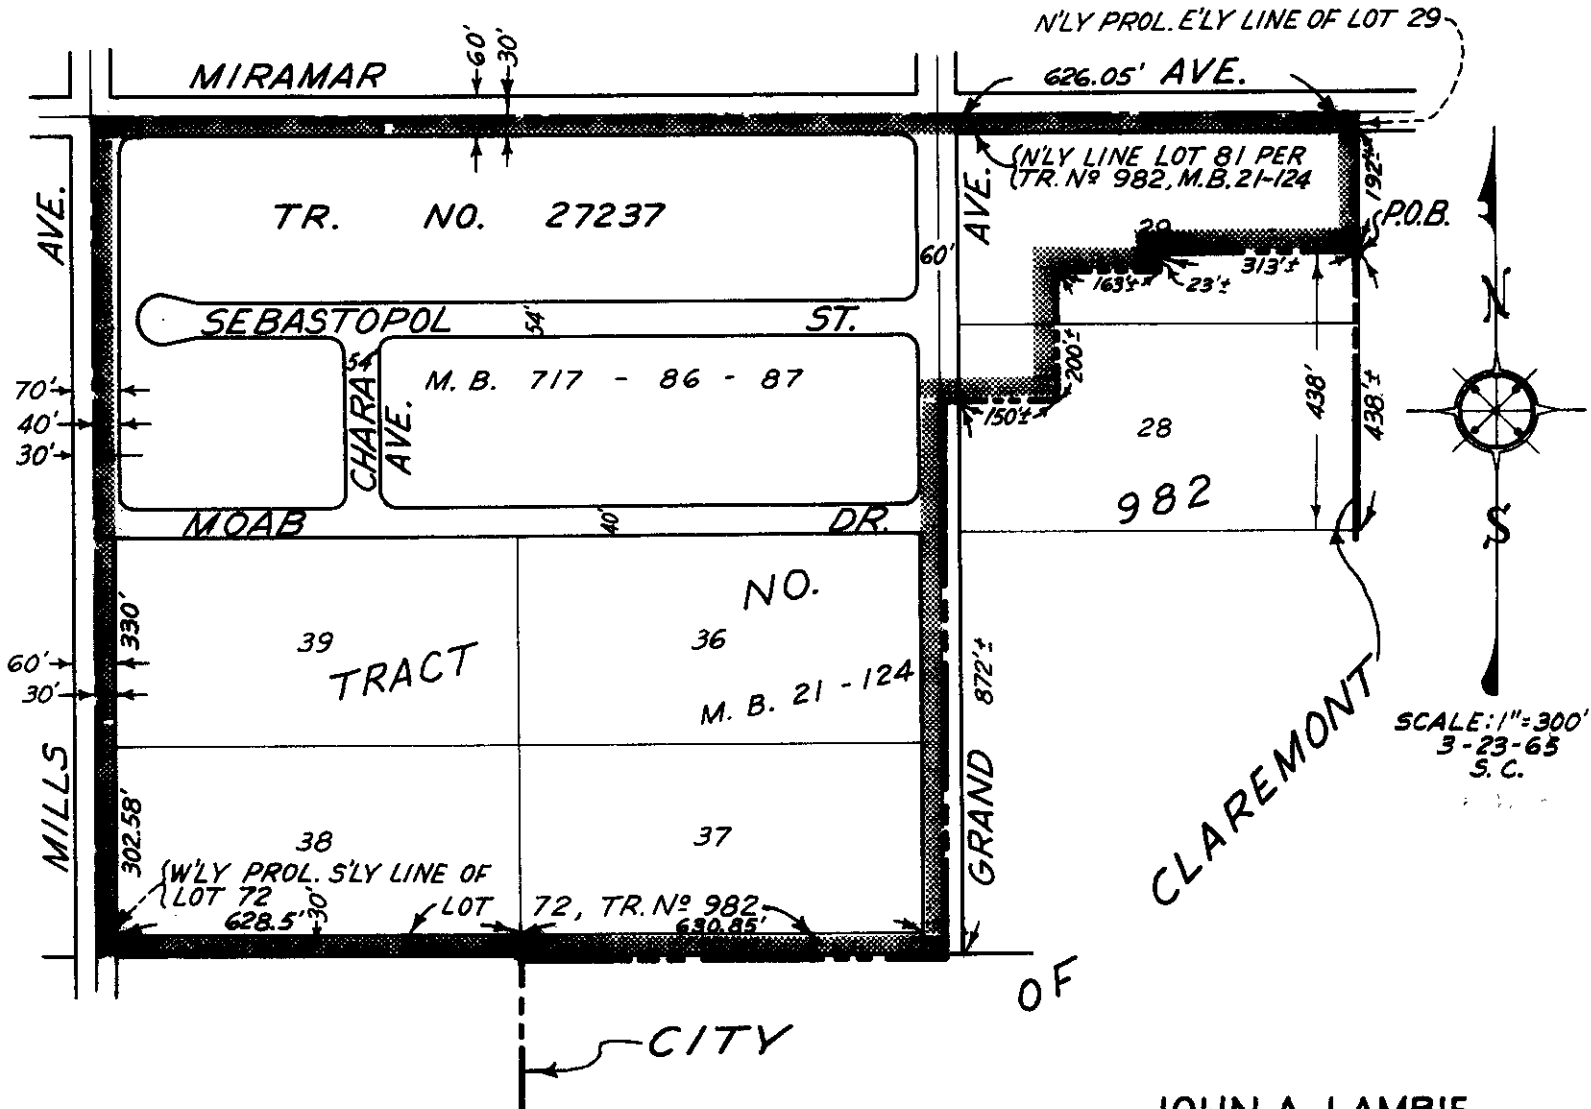 N'LY PROL. E'LY LINE OF LOT 29
60'
30'
MIRAMAR
626.05' AVE.
(N'LY LINE LOT 81 PER
(TR. Nº 982, M.B. 21-124
192'±
AVE.
AVE.
TR. NO. 27237
P.O.B.
29
60'
313'±
163'±
23'±
N
SEBASTOPOL
54'
ST.
54'
M. B. 717 - 86 - 87
200'±
70'
40'
30'
CHARA
AVE.
150'±
438'
438'±
28
982
MOAB
40'
DR.
S
NO.
330'
39
36
TRACT
M. B. 21 - 124
872'±
60'
30'
SCALE: 1"=300'
3-23-65
S. C.
MILLS
302.58'
38
37
GRAND
CLAREMONT
(W'LY PROL. S'LY LINE OF
(LOT 72
628.5'
30'
LOT 72, TR. Nº 982
630.85'
OF
CITY
JOHN A. LAMBIE